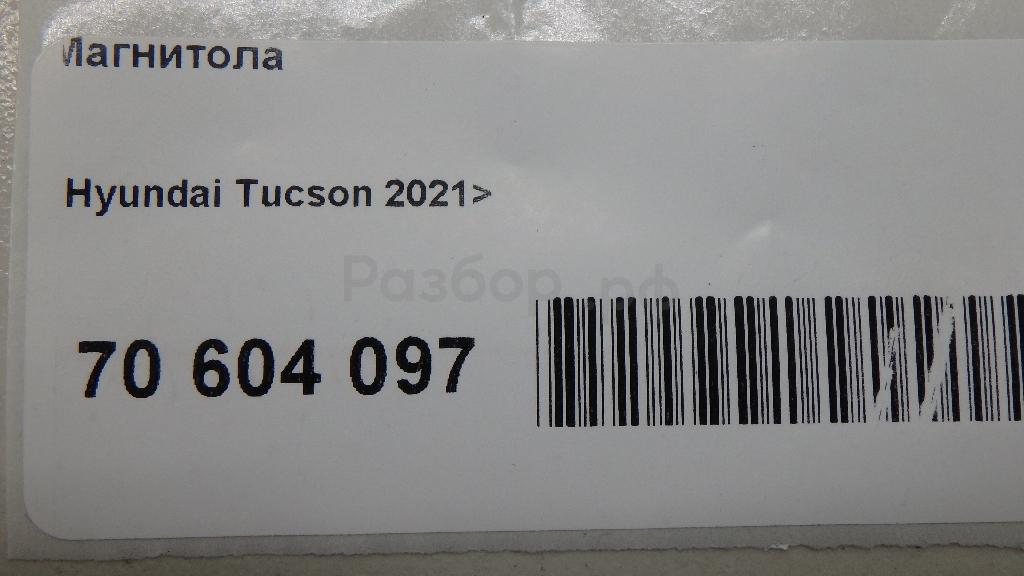 Магнитола
Hyundai Tucson 2021>
Разбор.рф
70 604 097